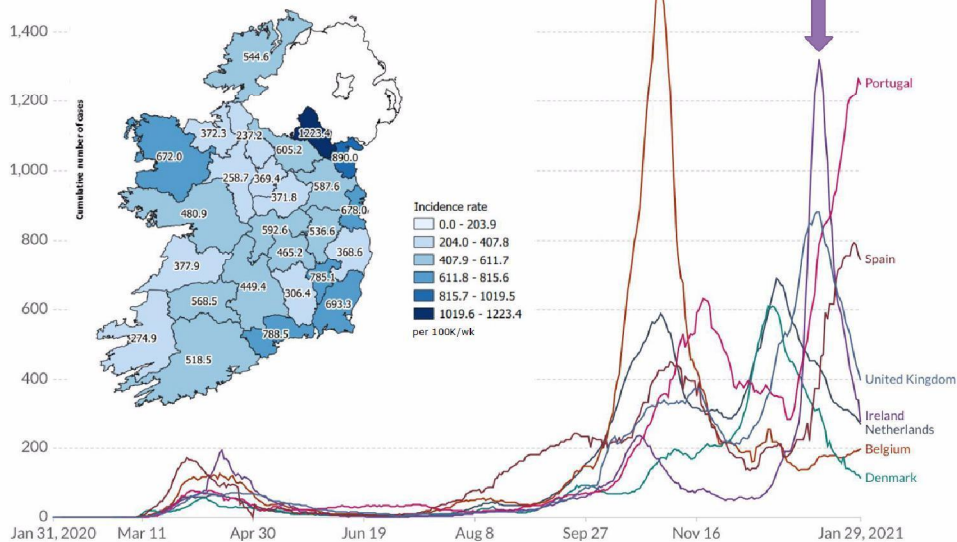 1,400
1,200
1,000
800
600
400
200
0
Cumulative number of cases
544.6
372.3
237.2
1223.4
605.2
890.0
672.0
258.7
369.4
371.8
587.6
480.9
678.0
592.6
536.6
465.2
368.6
377.9
449.4
785.1
306.4
693.3
568.5
788.5
274.9
518.5
Incidence rate
0.0 - 203.9
204.0 - 407.8
407.9 - 611.7
611.8 - 815.6
815.7 - 1019.5
1019.6 - 1223.4
per 100K/wk
Portugal
Spain
United Kingdom
Ireland
Netherlands
Belgium
Denmark
Jan 31, 2020
Mar 11
Apr 30
Jun 19
Aug 8
Sep 27
Nov 16
Jan 29, 2021